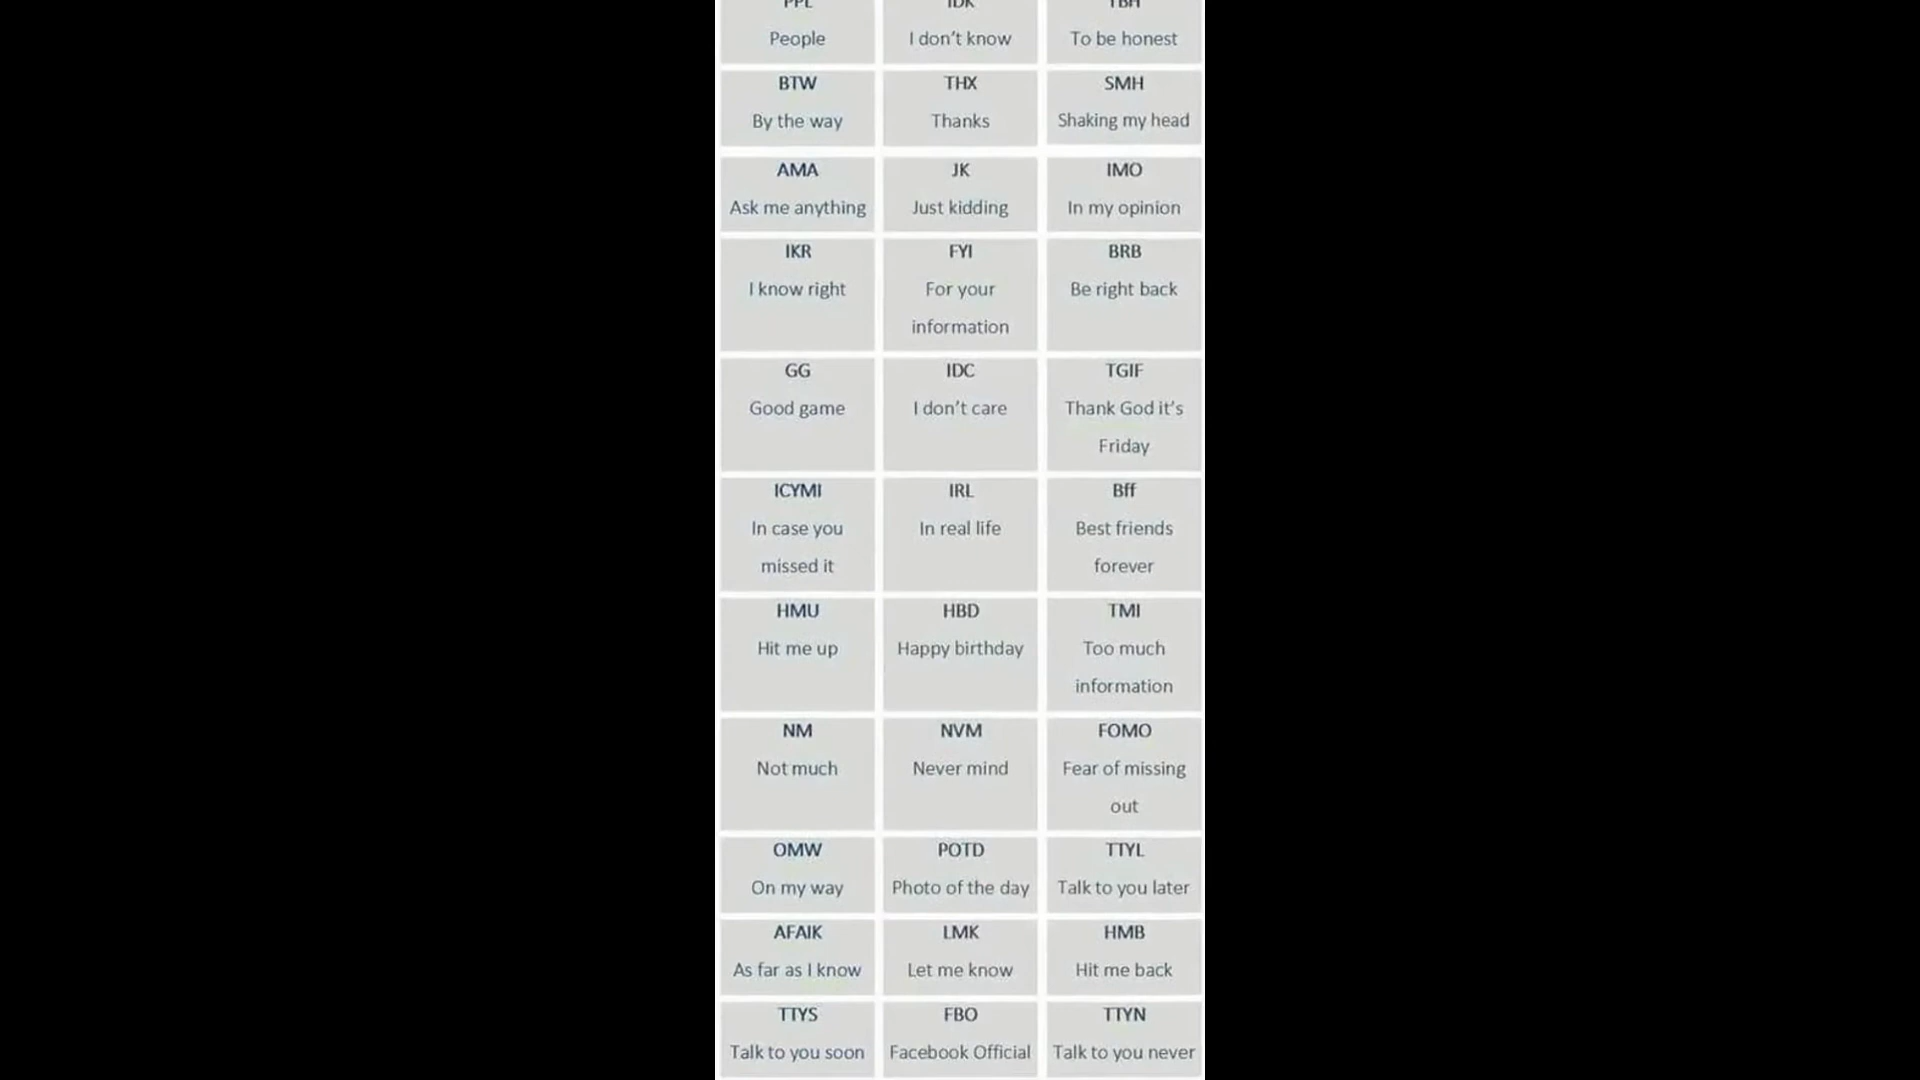 PPL IDK TBH
People I don't know To be honest
BTW THX SMH
By the way Thanks Shaking my head
AMA JK IMO
Ask me anything Just kidding In my opinion
IKR FYI BRB
I know right For your Be right back
information
GG IDC TGIF
Good game I don't care Thank God it's
Friday
ICYMI IRL Bff
In case you In real life Best friends
missed it forever
HMU HBD TMI
Hit me up Happy birthday Too much
information
NM NVM FOMO
Not much Never mind Fear of missing
out
OMW POTD TTYL
On my way Photo of the day Talk to you later
AFAIK LMK HMB
As far as I know Let me know Hit me back
TTYS FBO TTYN
Talk to you soon Facebook Official Talk to you never